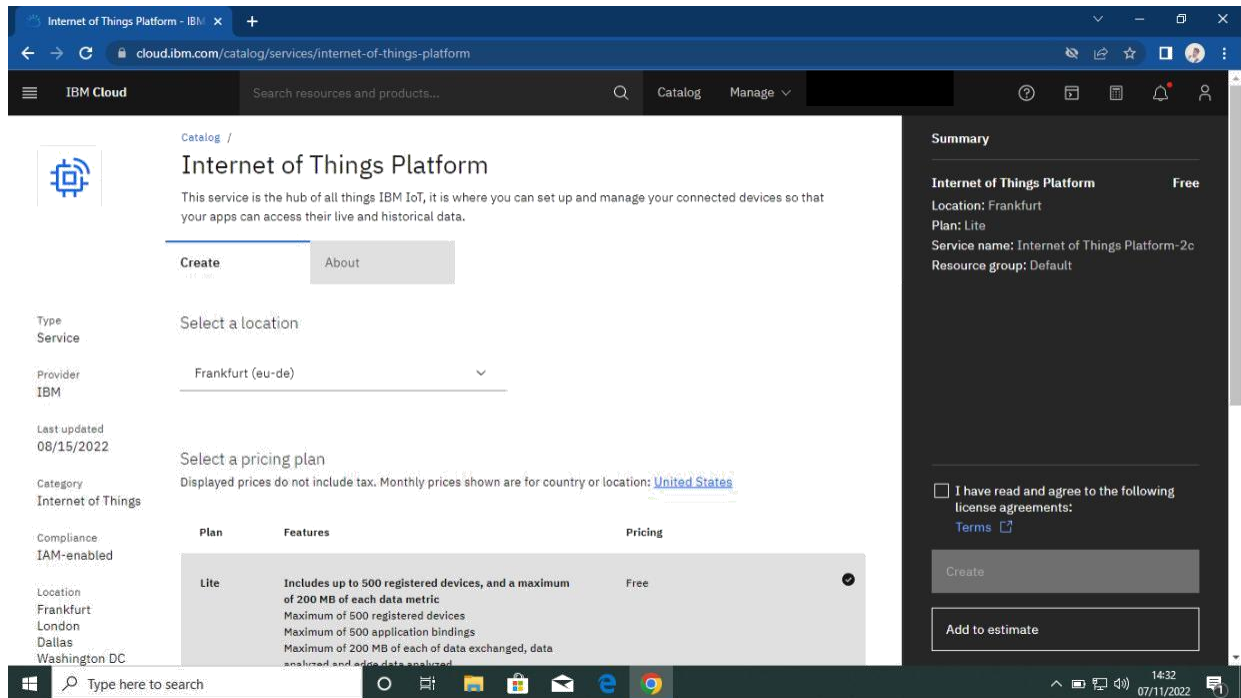 Internet of Things Platform - IBM
cloud.ibm.com/catalog/services/internet-of-things-platform
IBM Cloud
Search resources and products...
Catalog
Manage
Catalog /
Internet of Things Platform
This service is the hub of all things IBM IoT, it is where you can set up and manage your connected devices so that
your apps can access their live and historical data.
Create
About
Type
Service
Provider
IBM
Last updated
08/15/2022
Category
Internet of Things
Compliance
IAM-enabled
Location
Frankfurt
London
Dallas
Washington DC
Select a location
Frankfurt (eu-de)
Select a pricing plan
Displayed prices do not include tax. Monthly prices shown are for country or location: United States
Plan Features Pricing
Lite Includes up to 500 registered devices, and a maximum Free
of 200 MB of each data metric
Maximum of 500 registered devices
Maximum of 500 application bindings
Maximum of 200 MB of each of data exchanged, data
analyzed and edge data analyzed
Summary
Internet of Things Platform Free
Location: Frankfurt
Plan: Lite
Service name: Internet of Things Platform-2c
Resource group: Default
I have read and agree to the following
license agreements:
Terms
Create
Add to estimate
Type here to search
14:32
07/11/2022
1